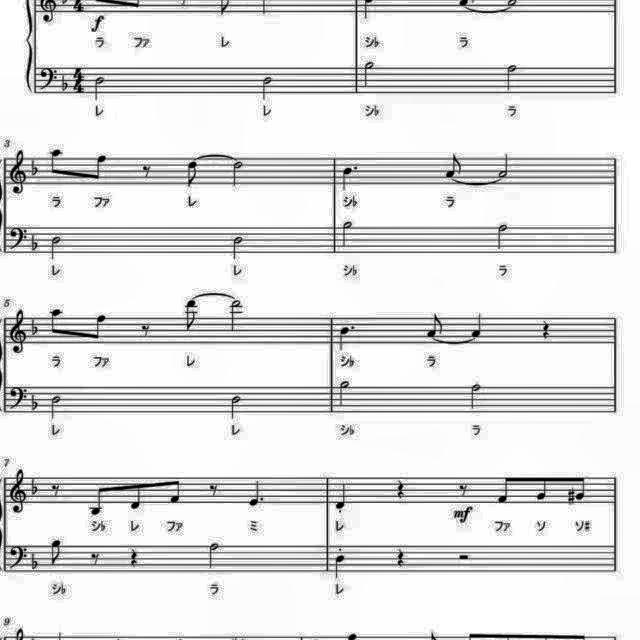 f
ラ ファ レ シ♭ ラ
4 4
レ レ シ♭ ラ
3
ラ ファ レ シ♭ ラ
レ レ シ♭ ラ
5
ラ ファ レ シ♭ ラ
レ レ シ♭ ラ
7
mf
シ♭ レ ファ ミ レ ファ ソ ソ♯
シ♭ ラ レ
9